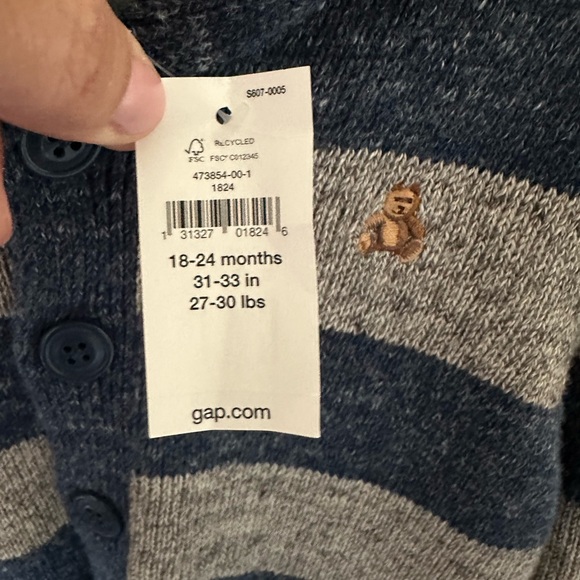 S607-0005
RECYCLED
FSC FSC® C012345
473854-00-1
1824
1 31327 01824 6
18-24 months
31-33 in
27-30 lbs
gap.com